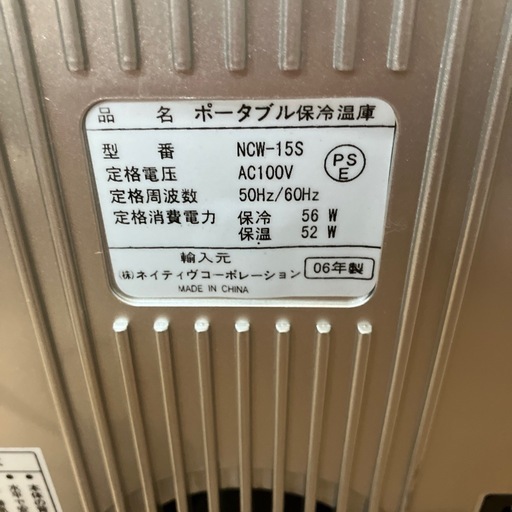 品　名　ポータブル保冷温庫
型　番　NCW-15S
定格電圧　AC100V
定格周波数　50Hz/60Hz
定格消費電力　保冷　56 W
保温　52 W
PS
E
輸入元
(株)ネイティヴコーポレーション　06年製
MADE IN CHINA